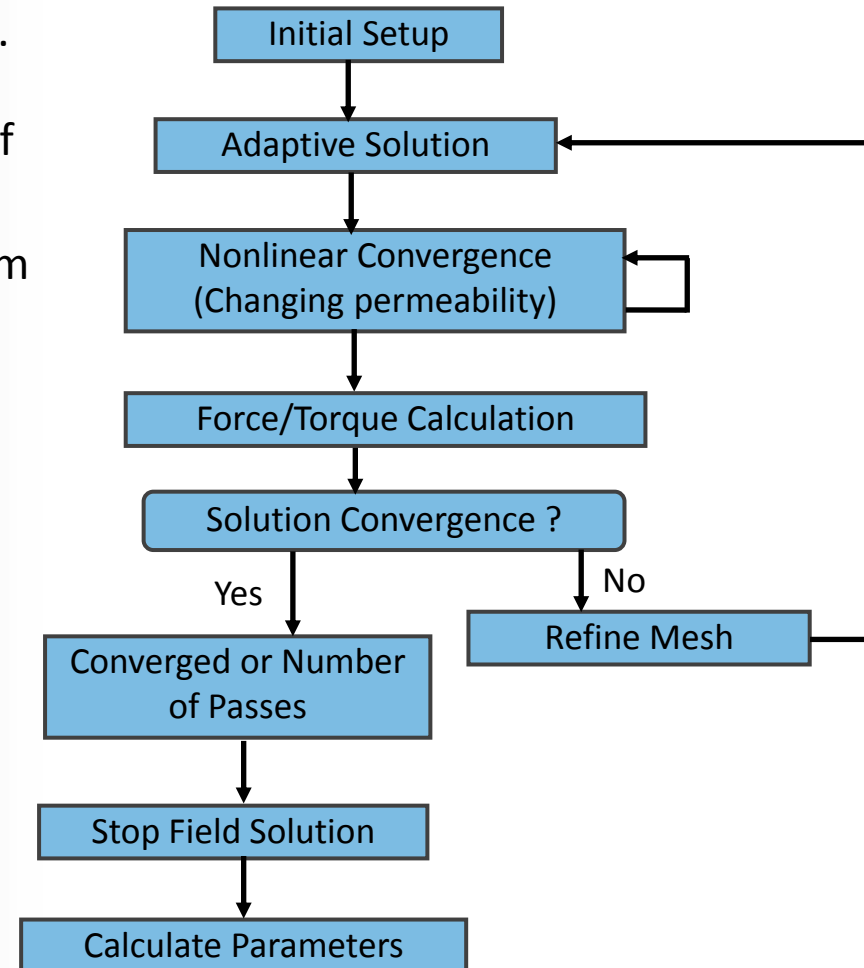 .
Initial Setup
f
Adaptive Solution
m
Nonlinear Convergence
(Changing permeability)
Force/Torque Calculation
Solution Convergence ?
Yes
No
Refine Mesh
Converged or Number
of Passes
Stop Field Solution
Calculate Parameters